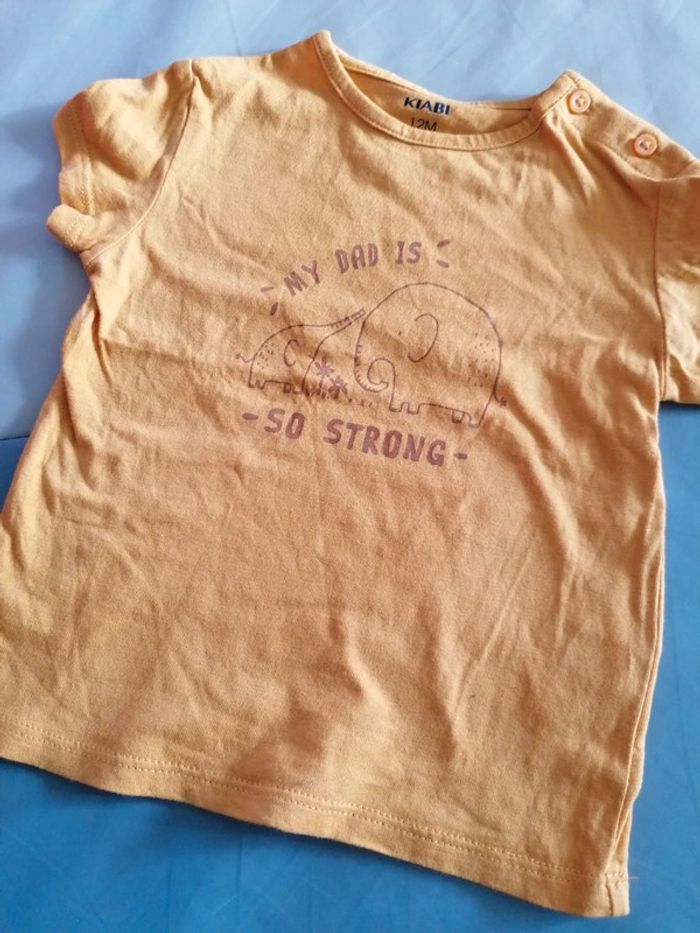 KIABI
12M
MY DAD IS
-SO STRONG-